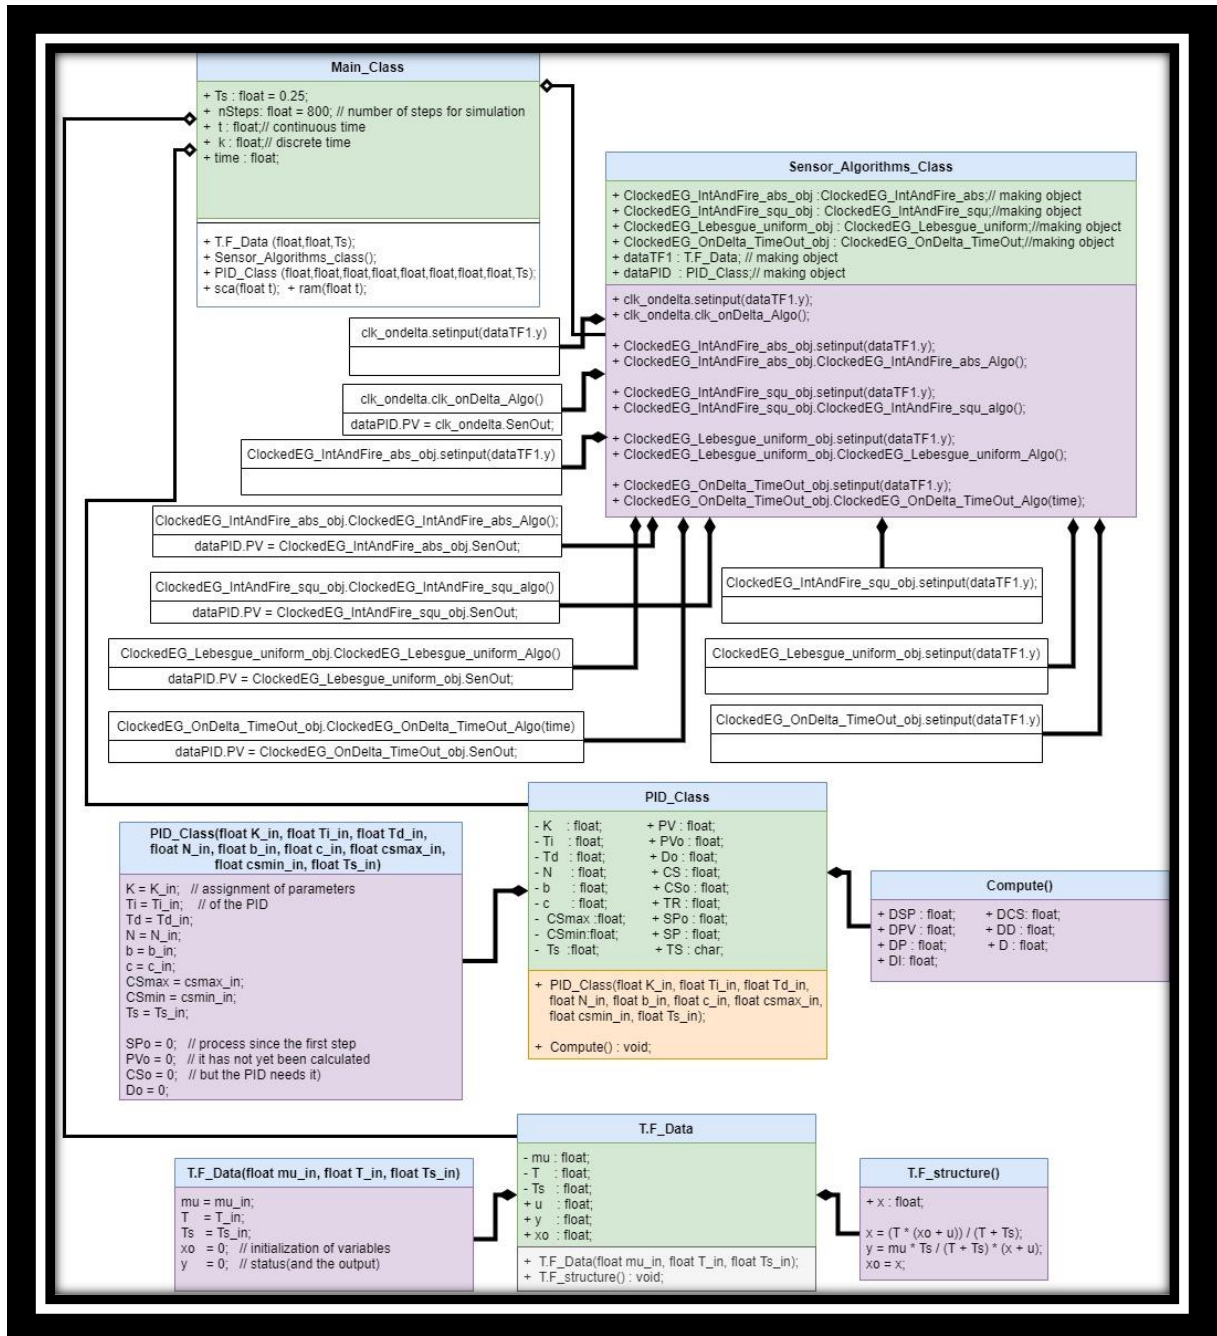 Main_Class
+ Ts : float = 0.25;
+ nSteps: float = 800; // number of steps for simulation
+ t : float;// continuous time
+ k : float;// discrete time
+ time : float;
+ T.F_Data (float,float,Ts);
+ Sensor_Algorithms_class();
+ PID_Class (float,float,float,float,float,float,float,float,Ts);
+ sca(float t); + ram(float t);
Sensor_Algorithms_Class
+ ClockedEG_IntAndFire_abs_obj :ClockedEG_IntAndFire_abs;// making object
+ ClockedEG_IntAndFire_squ_obj : ClockedEG_IntAndFire_squ;//making object
+ ClockedEG_Lebesgue_uniform_obj : ClockedEG_Lebesgue_uniform;//making object
+ ClockedEG_OnDelta_TimeOut_obj : ClockedEG_OnDelta_TimeOut;//making object
+ dataTF1 : T.F_Data; // making object
+ dataPID : PID_Class;// making object
+ clk_ondelta.setinput(dataTF1.y);
+ clk_ondelta.clk_onDelta_Algo();
+ ClockedEG_IntAndFire_abs_obj.setinput(dataTF1.y);
+ ClockedEG_IntAndFire_abs_obj.ClockedEG_IntAndFire_abs_Algo();
+ ClockedEG_IntAndFire_squ_obj.setinput(dataTF1.y);
+ ClockedEG_IntAndFire_squ_obj.ClockedEG_IntAndFire_squ_algo();
+ ClockedEG_Lebesgue_uniform_obj.setinput(dataTF1.y);
+ ClockedEG_Lebesgue_uniform_obj.ClockedEG_Lebesgue_uniform_Algo();
+ ClockedEG_OnDelta_TimeOut_obj.setinput(dataTF1.y);
+ ClockedEG_OnDelta_TimeOut_obj.ClockedEG_OnDelta_TimeOut_Algo(time);
clk_ondelta.setinput(dataTF1.y)
clk_ondelta.clk_onDelta_Algo()
dataPID.PV = clk_ondelta.SenOut;
ClockedEG_IntAndFire_abs_obj.setinput(dataTF1.y)
ClockedEG_IntAndFire_abs_obj.ClockedEG_IntAndFire_abs_Algo();
dataPID.PV = ClockedEG_IntAndFire_abs_obj.SenOut;
ClockedEG_IntAndFire_squ_obj.ClockedEG_IntAndFire_squ_algo()
dataPID.PV = ClockedEG_IntAndFire_squ_obj.SenOut;
ClockedEG_Lebesgue_uniform_obj.ClockedEG_Lebesgue_uniform_Algo()
dataPID.PV = ClockedEG_Lebesgue_uniform_obj.SenOut;
ClockedEG_OnDelta_TimeOut_obj.ClockedEG_OnDelta_TimeOut_Algo(time)
dataPID.PV = ClockedEG_OnDelta_TimeOut_obj.SenOut;
ClockedEG_IntAndFire_squ_obj.setinput(dataTF1.y);
ClockedEG_Lebesgue_uniform_obj.setinput(dataTF1.y)
ClockedEG_OnDelta_TimeOut_obj.setinput(dataTF1.y)
PID_Class
- K : float; + PV : float;
- Ti : float; + PVo : float;
- Td : float; + Do : float;
- N : float; + CS : float;
- b : float; + CSo : float;
- c : float; + TR : float;
- CSmax :float; + SPo : float;
- CSmin:float; + SP : float;
- Ts :float; + TS : char;
+ PID_Class(float K_in, float Ti_in, float Td_in,
float N_in, float b_in, float c_in, float csmax_in,
float csmin_in, float Ts_in);
+ Compute() : void;
PID_Class(float K_in, float Ti_in, float Td_in,
float N_in, float b_in, float c_in, float csmax_in,
float csmin_in, float Ts_in)
K = K_in; // assignment of parameters
Ti = Ti_in; // of the PID
Td = Td_in;
N = N_in;
b = b_in;
c = c_in;
CSmax = csmax_in;
CSmin = csmin_in;
Ts = Ts_in;
SPo = 0; // process since the first step
PVo = 0; // it has not yet been calculated
CSo = 0; // but the PID needs it)
Do = 0;
Compute()
+ DSP : float; + DCS: float;
+ DPV : float; + DD : float;
+ DP : float; + D : float;
+ DI: float;
T.F_Data
- mu : float;
- T : float;
- Ts : float;
+ u : float;
+ y : float;
+ xo : float;
+ T.F_Data(float mu_in, float T_in, float Ts_in);
+ T.F_structure() : void;
T.F_Data(float mu_in, float T_in, float Ts_in)
mu = mu_in;
T = T_in;
Ts = Ts_in;
xo = 0; // initialization of variables
y = 0; // status(and the output)
T.F_structure()
+ x : float;
x = (T * (xo + u)) / (T + Ts);
y = mu * Ts / (T + Ts) * (x + u);
xo = x;